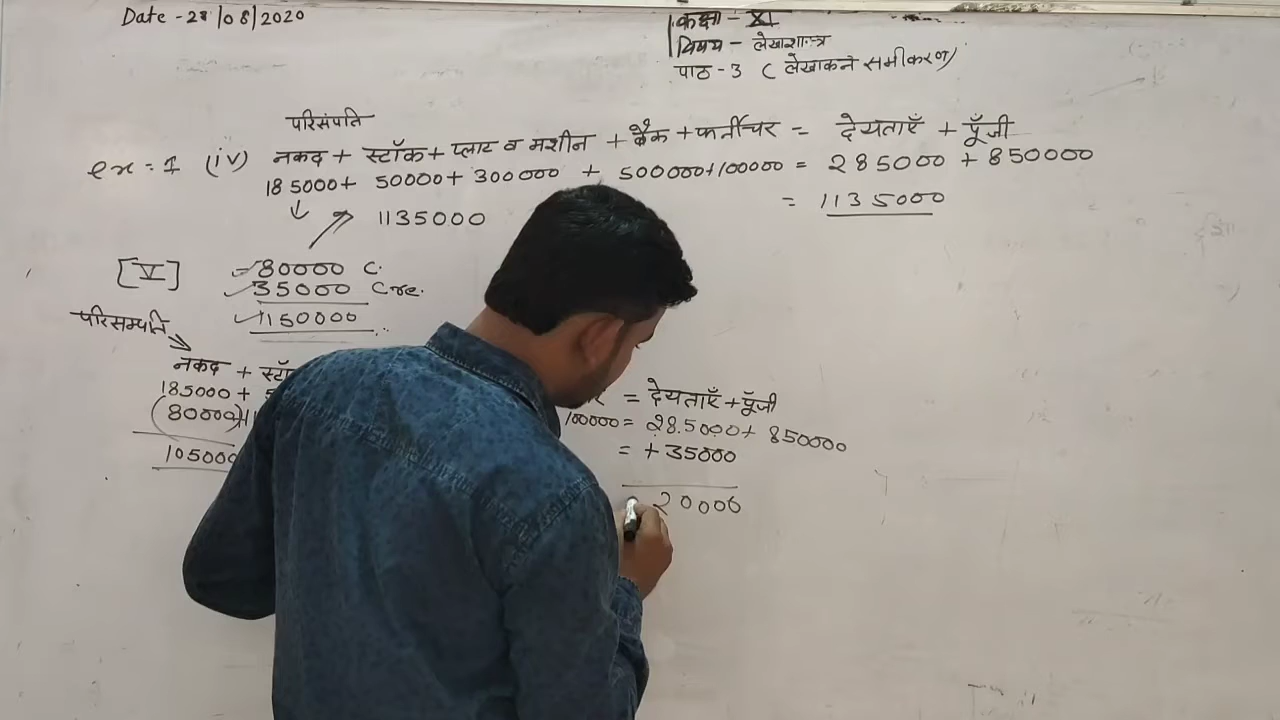 Date - 28/08/2020
कक्षा - XI
विषय - लेखाशास्त्र
पाठ - 3 ( लेखाकन समीकरण )
परिसंपति
ex: 1 (iv) नकद + स्टॉक + प्लाट व मशीन + बैंक + फर्नीचर = देयताएँ + पूँजी
185000 + 50000 + 300000 + 500000 + 100000 = 285000 + 850000
1135000 = 1135000
[V] 80000 C.
35000 Cre.
1150000
परिसम्पति
नकद + = देयताएँ + पूँजी
185000 + 100000 = 285000 + 850000
(80000) = + 35000
105000 20000